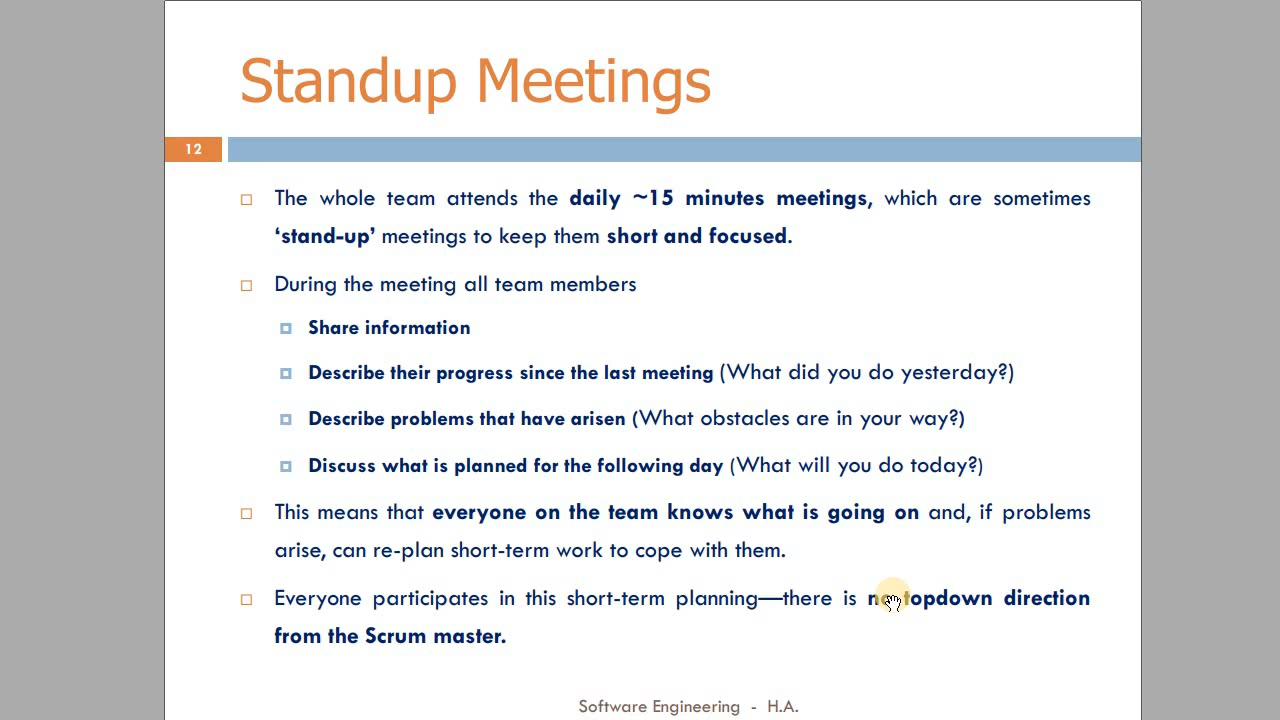 Standup Meetings
12
The whole team attends the daily ~15 minutes meetings, which are sometimes
‘stand-up’ meetings to keep them short and focused.
During the meeting all team members
Share information
Describe their progress since the last meeting (What did you do yesterday?)
Describe problems that have arisen (What obstacles are in your way?)
Discuss what is planned for the following day (What will you do today?)
This means that everyone on the team knows what is going on and, if problems
arise, can re-plan short-term work to cope with them.
Everyone participates in this short-term planning—there is no topdown direction
from the Scrum master.
Software Engineering - H.A.